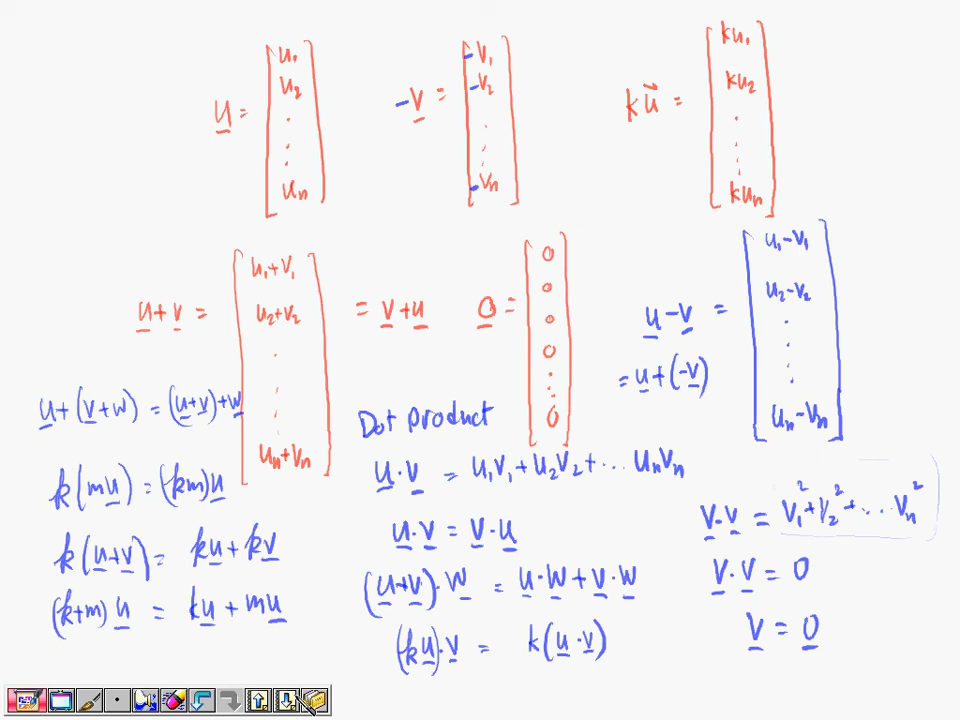 u = [u₁ u₂ . . . uₙ]
-v = [-v₁ -v₂ . . . . -vₙ]
ku⃗ = [ku₁ ku₂ . . . . kuₙ]
u+v = [u₁+v₁ u₂+v₂ . . . uₙ+vₙ] = v+u
0 = [0 0 0 0 . . . 0]
u-v = [u₁-v₁ u₂-v₂ . . . . uₙ-vₙ]
= u+(-v)
u+(v+w) = (u+v)+w
k(mu) = (km)u
k(u+v) = ku+kv
(k+m)u = ku+mu
Dot product
u·v = u₁v₁+u₂v₂+... uₙvₙ
u·v = v·u
(u+v)·w = u·w+v·w
(ku)·v = k(u·v)
v·v = v₁²+v₂²+... vₙ²
v·v = 0
v = 0